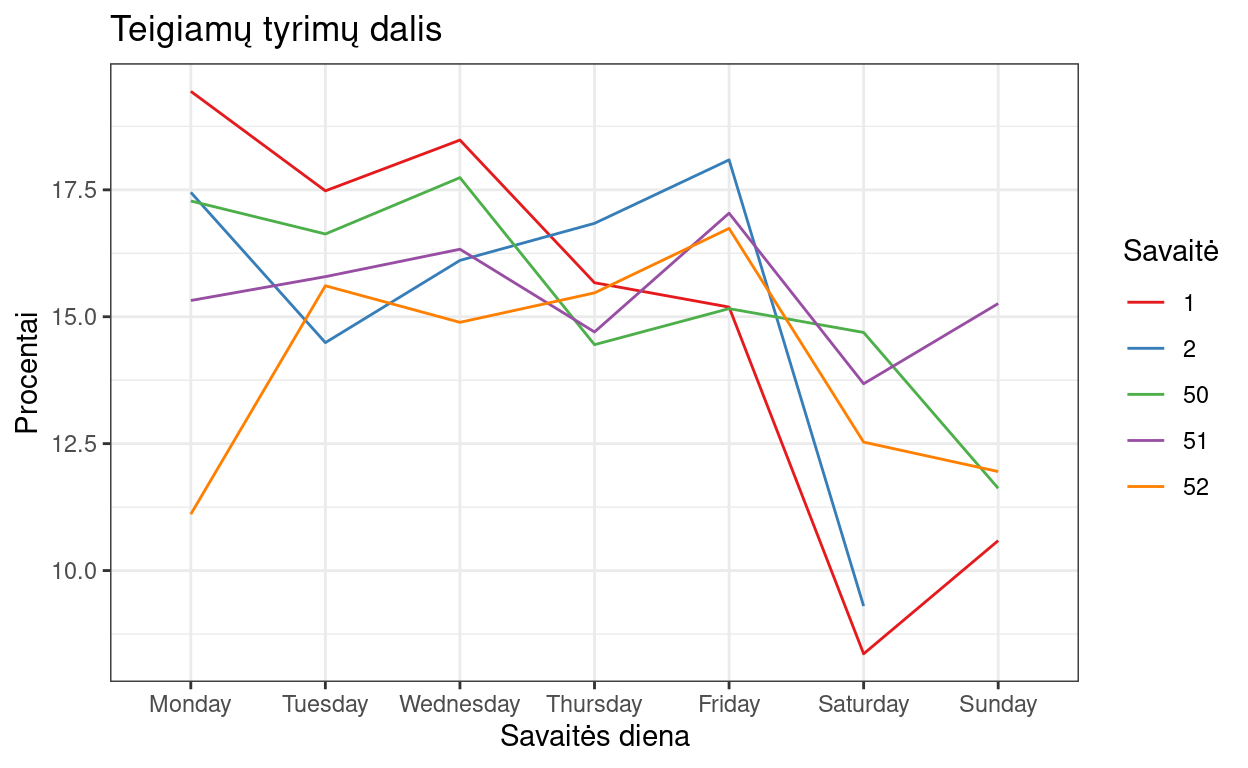 Teigiamų tyrimų dalis
Procentai
17.5
15.0
12.5
10.0
Monday Tuesday Wednesday Thursday Friday Saturday Sunday
Savaitės diena
Savaitė
1
2
50
51
52